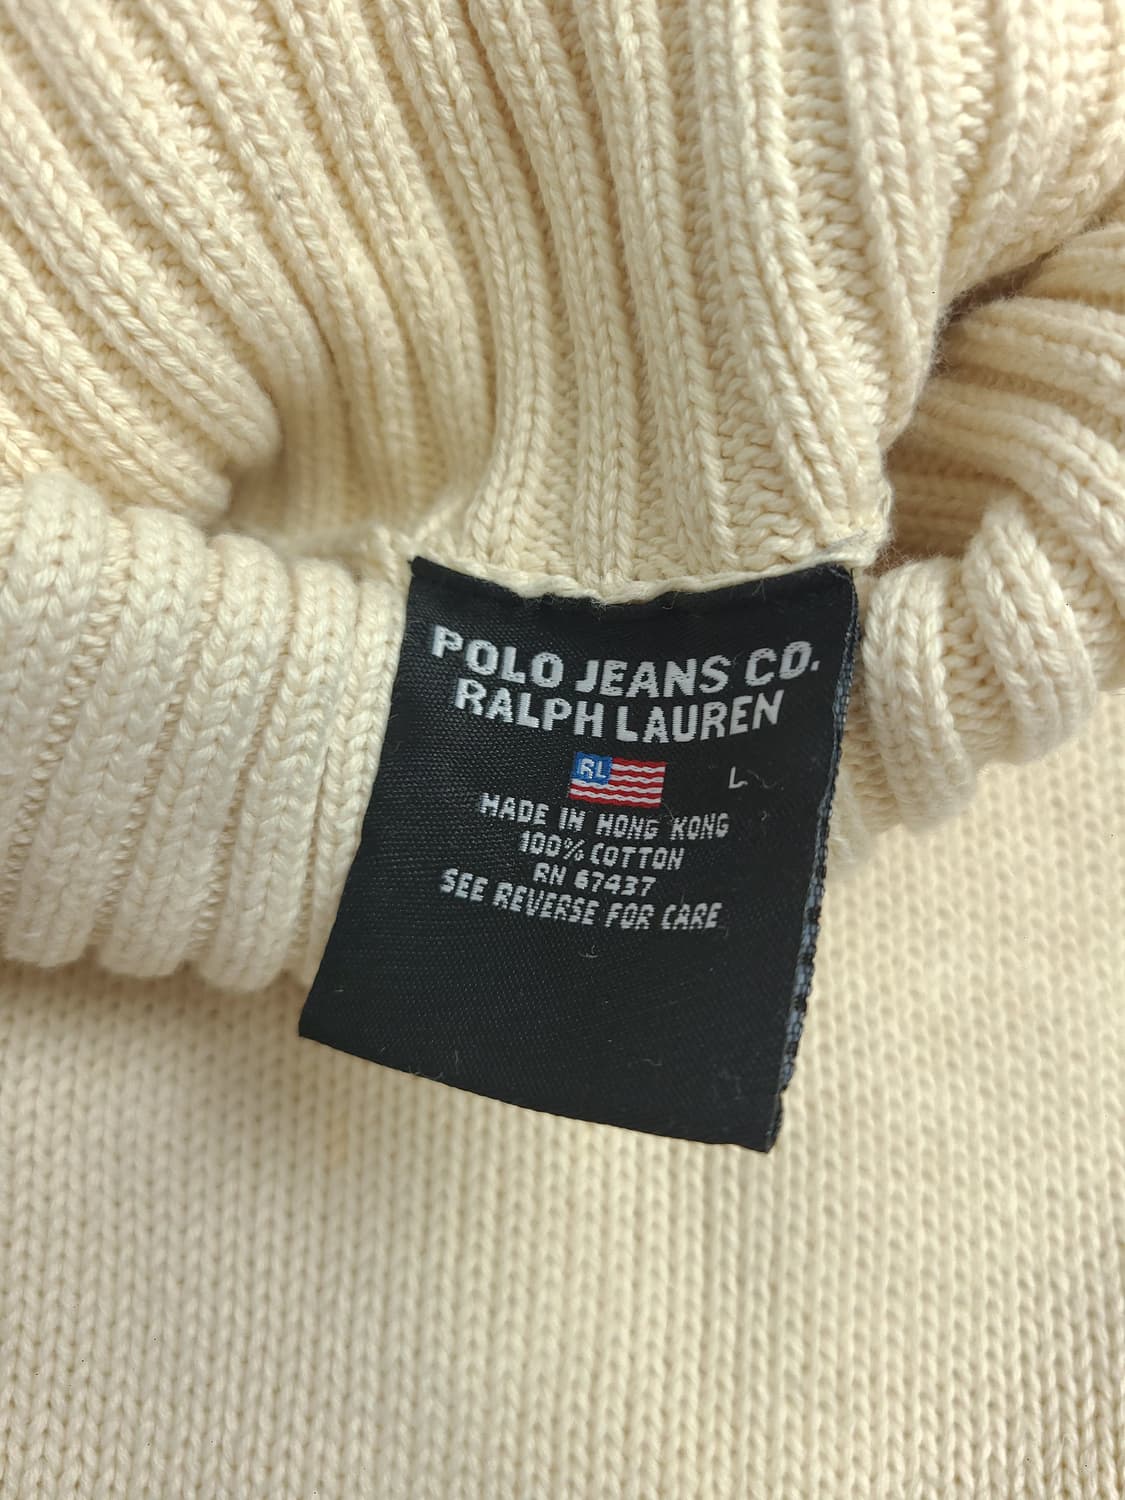 POLO JEANS CO.
RALPH LAUREN
RL
L
MADE IN HONG KONG
100% COTTON
RN 67437
SEE REVERSE FOR CARE